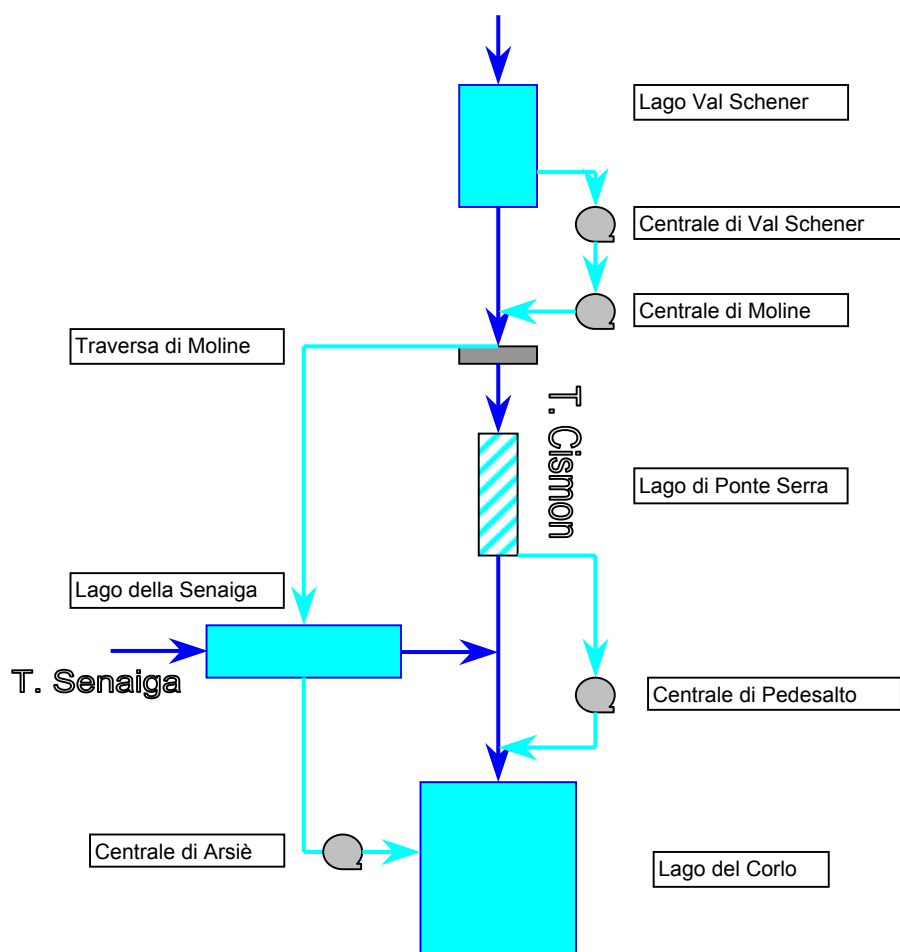 Lago Val Schener
Centrale di Val Schener
Centrale di Moline
Traversa di Moline
T. Cismon
Lago di Ponte Serra
Lago della Senaiga
T. Senaiga
Centrale di Pedesalto
Centrale di Arsiè
Lago del Corlo